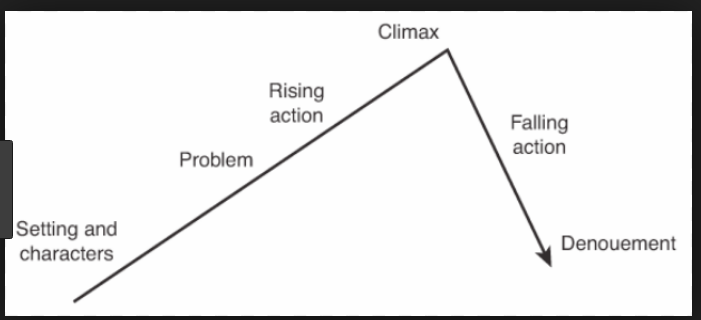 Climax
Rising
action
Falling
action
Problem
Setting and
characters
Denouement